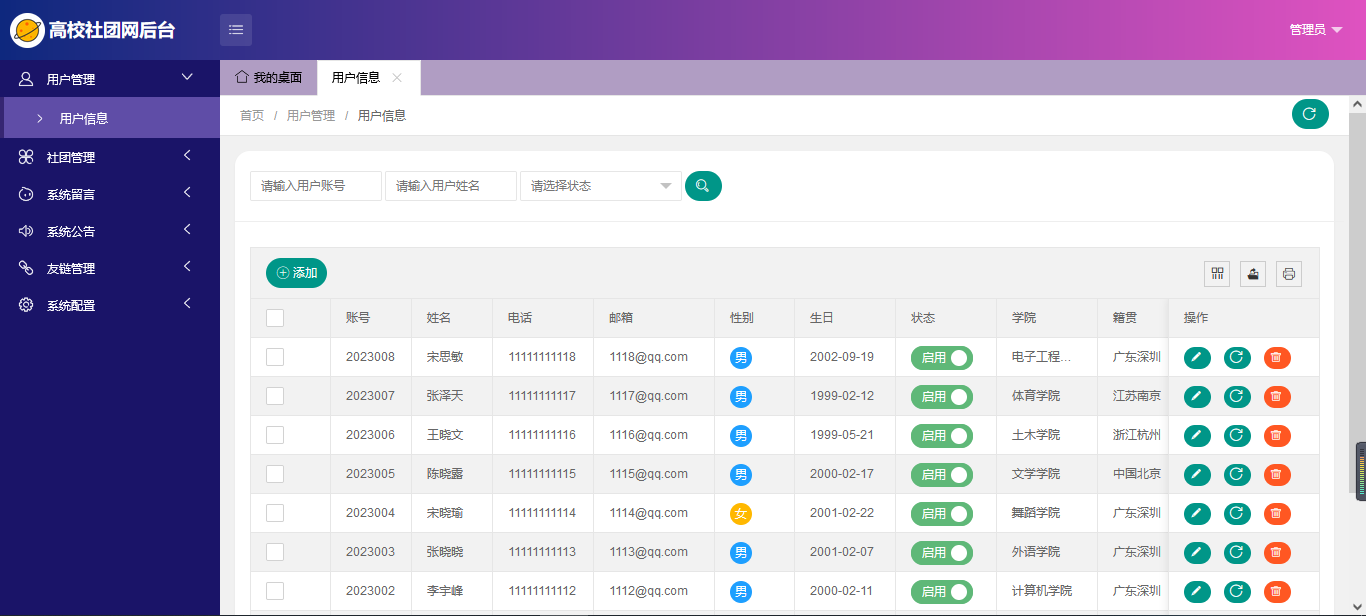 高校社团网后台
管理员
用户管理
用户信息
社团管理
系统留言
系统公告
友链管理
系统配置
我的桌面 用户信息
首页 / 用户管理 / 用户信息
请输入用户账号 请输入用户姓名 请选择状态
添加
账号 姓名 电话 邮箱 性别 生日 状态 学院 籍贯 操作
2023008 宋思敏 11111111118 1118@qq.com 男 2002-09-19 启用 电子工程... 广东深圳
2023007 张泽天 11111111117 1117@qq.com 男 1999-02-12 启用 体育学院 江苏南京
2023006 王晓文 11111111116 1116@qq.com 男 1999-05-21 启用 土木学院 浙江杭州
2023005 陈晓露 11111111115 1115@qq.com 男 2000-02-17 启用 文学学院 中国北京
2023004 宋晓瑜 11111111114 1114@qq.com 女 2001-02-22 启用 舞蹈学院 广东深圳
2023003 张晓晓 11111111113 1113@qq.com 男 2001-02-07 启用 外语学院 广东深圳
2023002 李宇峰 11111111112 1112@qq.com 男 2000-02-11 启用 计算机学院 广东深圳